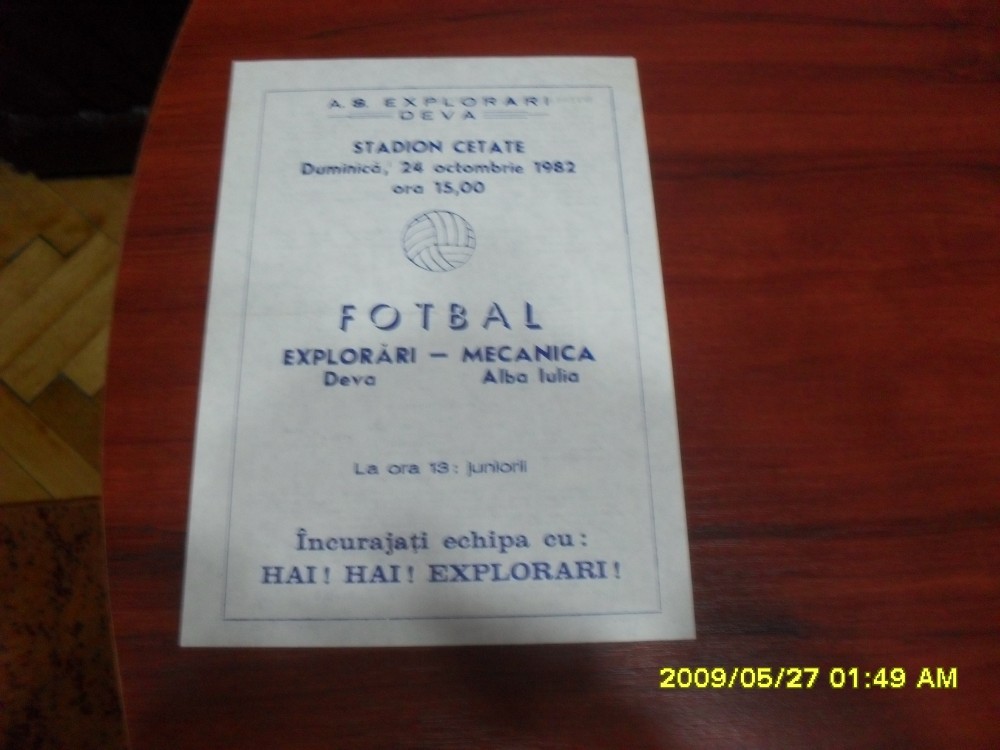 A.S. EXPLORARI
DEVA
STADION CETATE
Duminică, 24 octombrie 1982
ora 15,00
FOTBAL
EXPLORĂRI — MECANICA
Deva Alba Iulia
La ora 13: juniorii
Încurajați echipa cu:
HAI! HAI! EXPLORARI!
2009/05/27 01:49 AM